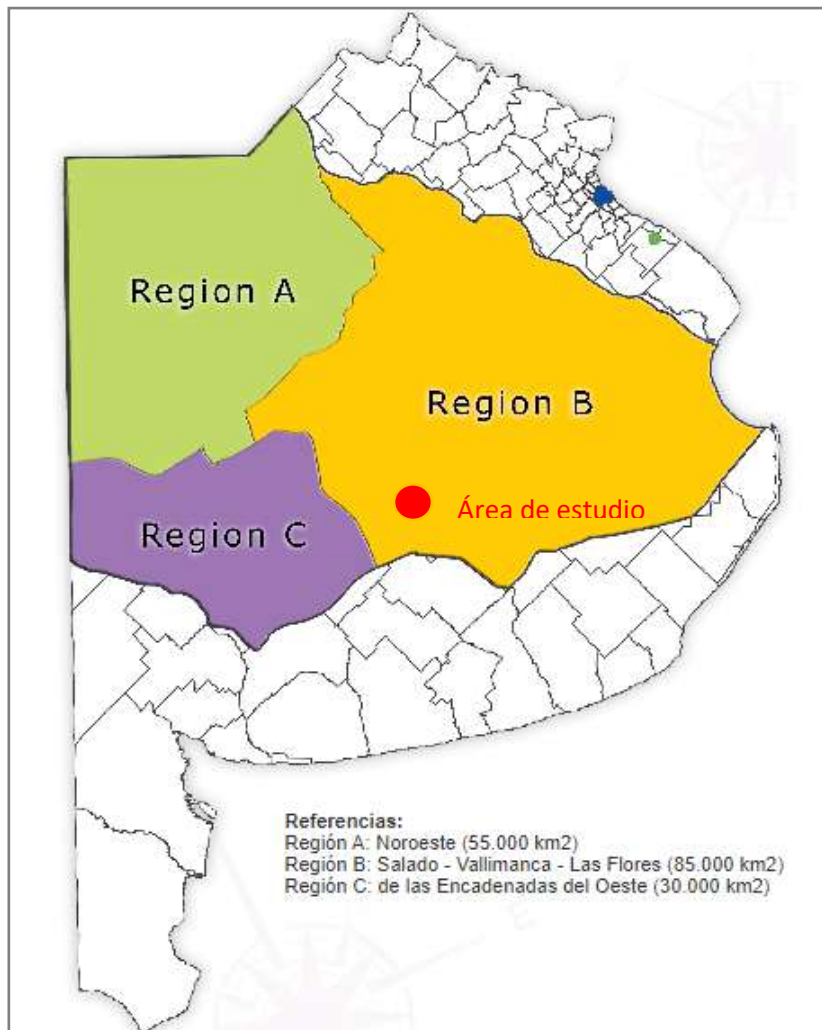 Region A
Region B
Área de estudio
Region C
Referencias:
Región A: Noroeste (55.000 km2)
Región B: Salado - Vallimanca - Las Flores (85.000 km2)
Región C: de las Encadenadas del Oeste (30.000 km2)